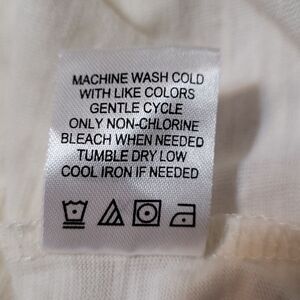 MACHINE WASH COLD
WITH LIKE COLORS
GENTLE CYCLE
ONLY NON-CHLORINE
BLEACH WHEN NEEDED
TUMBLE DRY LOW
COOL IRON IF NEEDED